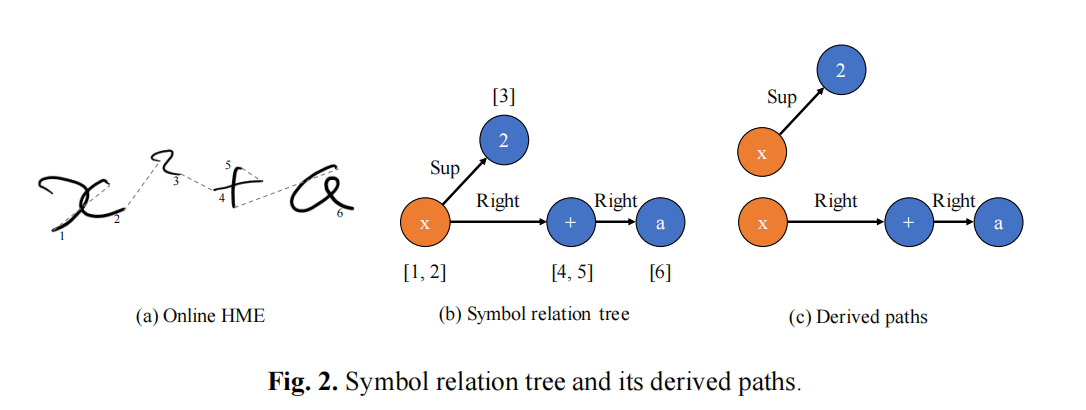 x² + a
1 2 3 4 5 6
[3]
2
Sup
Right Right
x + a
[1, 2] [4, 5] [6]
2
Sup
x
Right Right
x + a
(a) Online HME (b) Symbol relation tree (c) Derived paths
Fig. 2. Symbol relation tree and its derived paths.